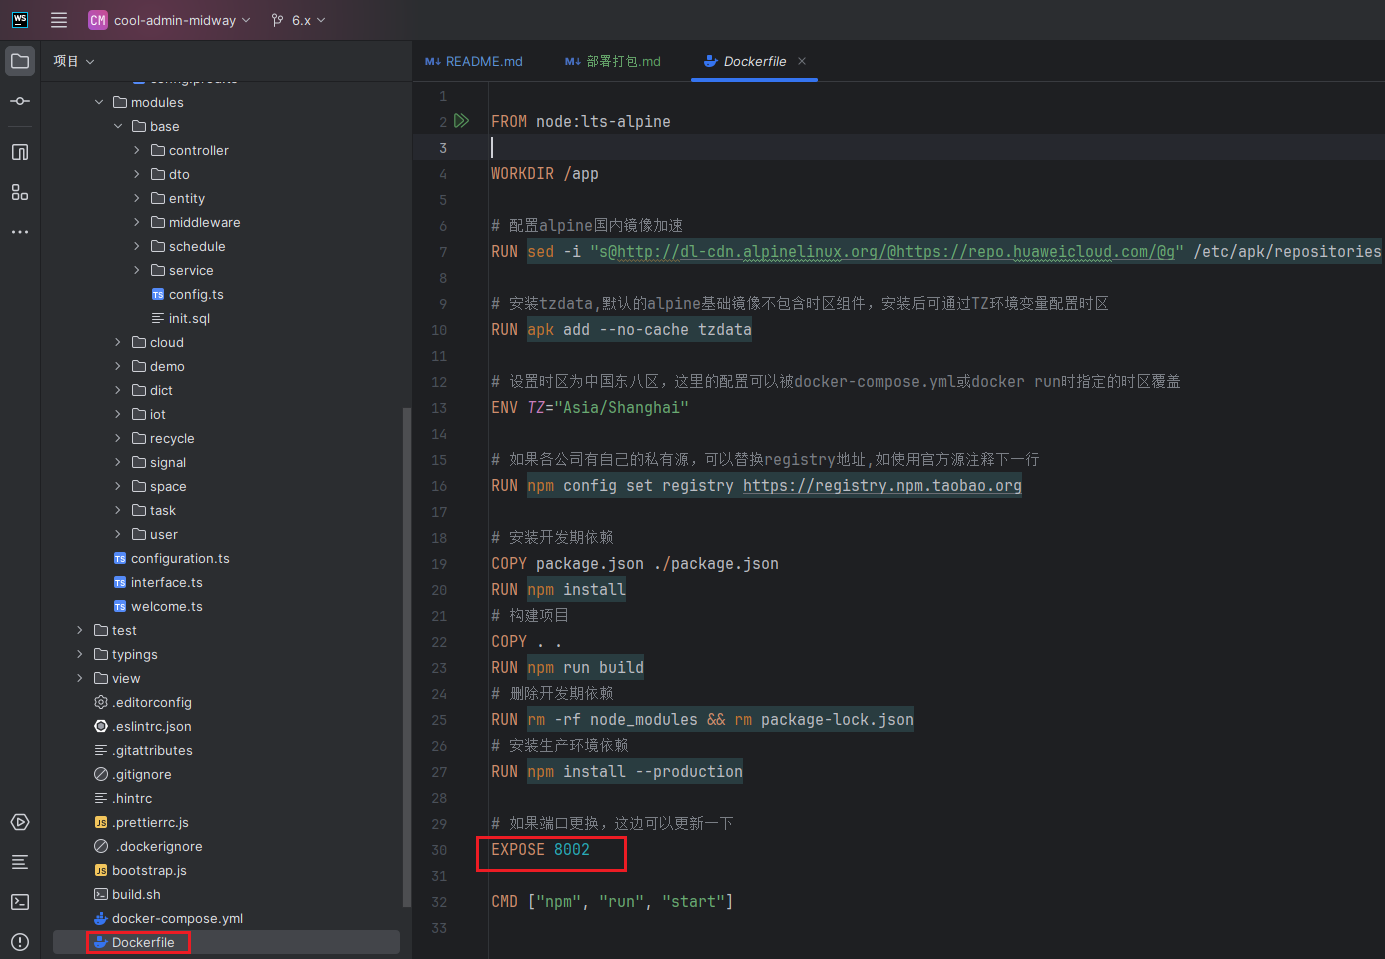 WS
CM cool-admin-midway 6.x
项目
config.prod.ts
modules
base
controller
dto
entity
middleware
schedule
service
TS config.ts
init.sql
cloud
demo
dict
iot
recycle
signal
space
task
user
TS configuration.ts
TS interface.ts
TS welcome.ts
test
typings
view
.editorconfig
.eslintrc.json
.gitattributes
.gitignore
.hintrc
JS .prettierrc.js
.dockerignore
JS bootstrap.js
build.sh
docker-compose.yml
Dockerfile
M↓ README.md M↓ 部署打包.md Dockerfile ×
1
2 FROM node:lts-alpine
3
4 WORKDIR /app
5
6 # 配置alpine国内镜像加速
7 RUN sed -i "s@http://dl-cdn.alpinelinux.org/@https://repo.huaweicloud.com/@g" /etc/apk/repositories
8
9 # 安装tzdata,默认的alpine基础镜像不包含时区组件，安装后可通过TZ环境变量配置时区
10 RUN apk add --no-cache tzdata
11
12 # 设置时区为中国东八区，这里的配置可以被docker-compose.yml或docker run时指定的时区覆盖
13 ENV TZ="Asia/Shanghai"
14
15 # 如果各公司有自己的私有源，可以替换registry地址,如使用官方源注释下一行
16 RUN npm config set registry https://registry.npm.taobao.org
17
18 # 安装开发期依赖
19 COPY package.json ./package.json
20 RUN npm install
21 # 构建项目
22 COPY . .
23 RUN npm run build
24 # 删除开发期依赖
25 RUN rm -rf node_modules && rm package-lock.json
26 # 安装生产环境依赖
27 RUN npm install --production
28
29 # 如果端口更换，这边可以更新一下
30 EXPOSE 8002
31
32 CMD ["npm", "run", "start"]
33